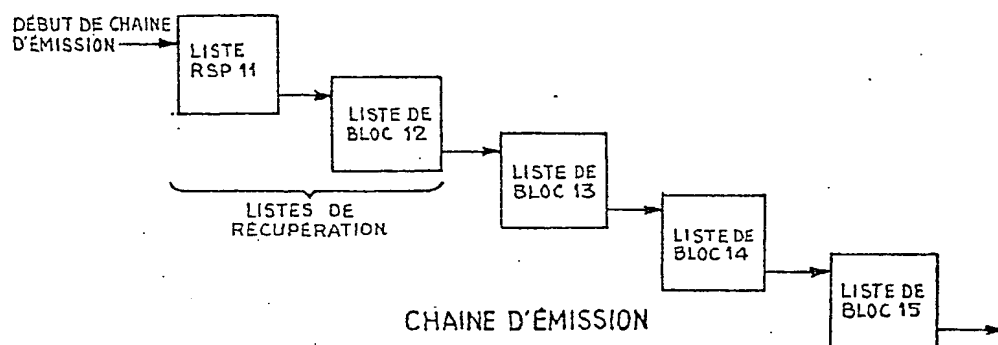 DÉBUT DE CHAINE
D'ÉMISSION
LISTE
RSP 11
LISTE DE
BLOC 12
LISTE DE
BLOC 13
LISTE DE
BLOC 14
LISTE DE
BLOC 15
LISTES DE
RÉCUPÉRATION
CHAINE D'ÉMISSION